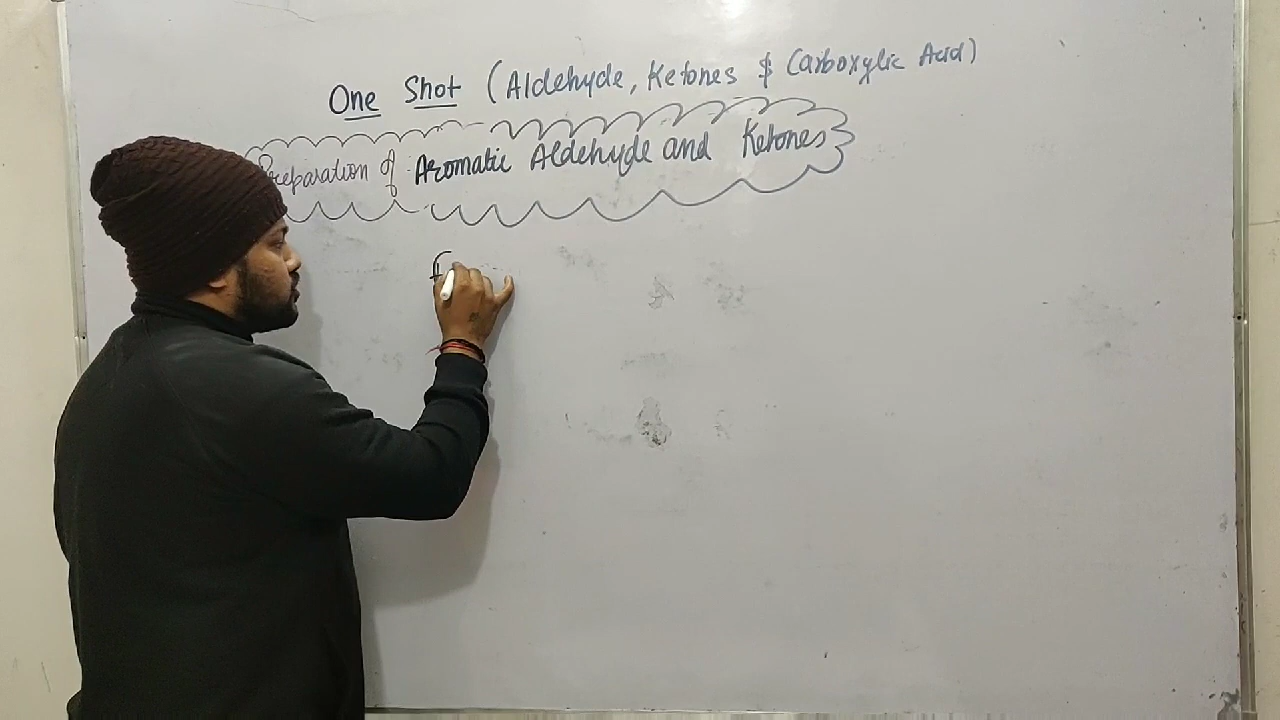 One Shot (Aldehyde, Ketones & Carboxylic Acid)
Preparation of Aromatic Aldehyde and Ketones